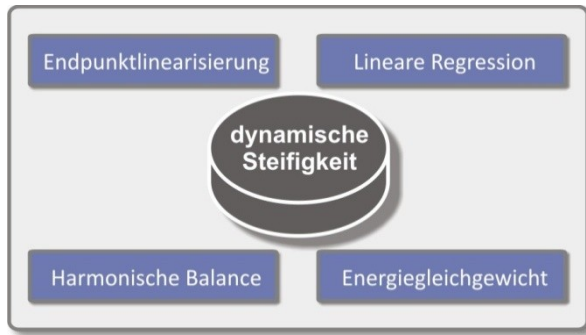 Endpunktlinearisierung
Lineare Regression
dynamische
Steifigkeit
Harmonische Balance
Energiegleichgewicht